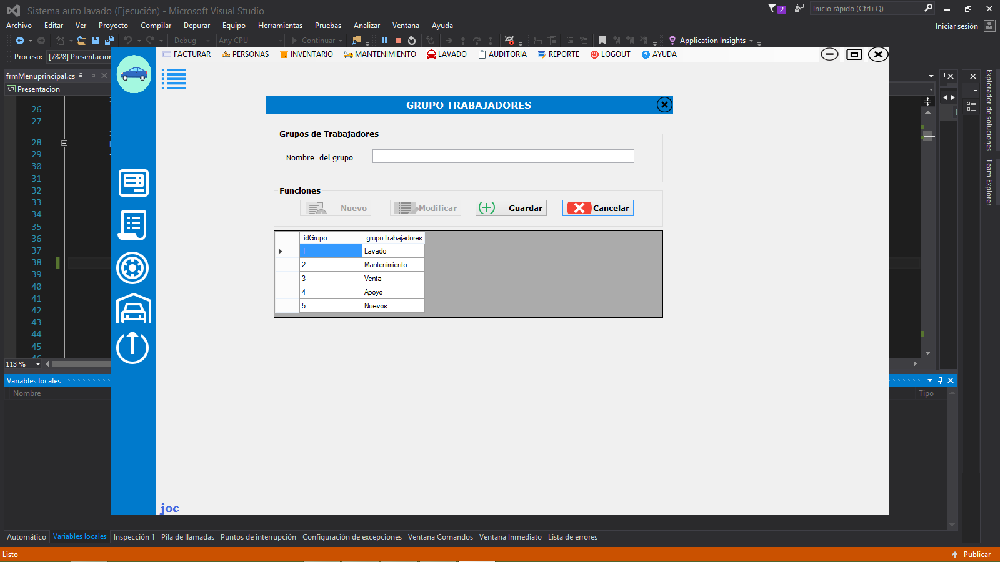 Sistema auto lavado (Ejecución) - Microsoft Visual Studio
2
Inicio rápido (Ctrl+Q)
Archivo Editar Ver Proyecto Compilar Depurar Equipo Herramientas Pruebas Analizar Ventana Ayuda
Iniciar sesión
Debug Any CPU Continuar Application Insights
Proceso: [7828] Presentacion
FACTURAR PERSONAS INVENTARIO MANTENIMIENTO LAVADO AUDITORIA REPORTE LOGOUT AYUDA
frmMenuprincipal.cs
C# Presentacion
GRUPO TRABAJADORES
Grupos de Trabajadores
Nombre del grupo
Funciones
Nuevo Modificar Guardar Cancelar
idGrupo grupoTrabajadores
1 Lavado
2 Mantenimiento
3 Venta
4 Apoyo
5 Nuevos
26
27
28
29
30
31
32
33
34
35
36
37
38
39
40
41
42
43
44
45
46
113 %
Explorador de soluciones
Team Explorer
Variables locales
Nombre
Tipo
joc
Automático Variables locales Inspección 1 Pila de llamadas Puntos de interrupción Configuración de excepciones Ventana Comandos Ventana Inmediato Lista de errores
Listo
Publicar